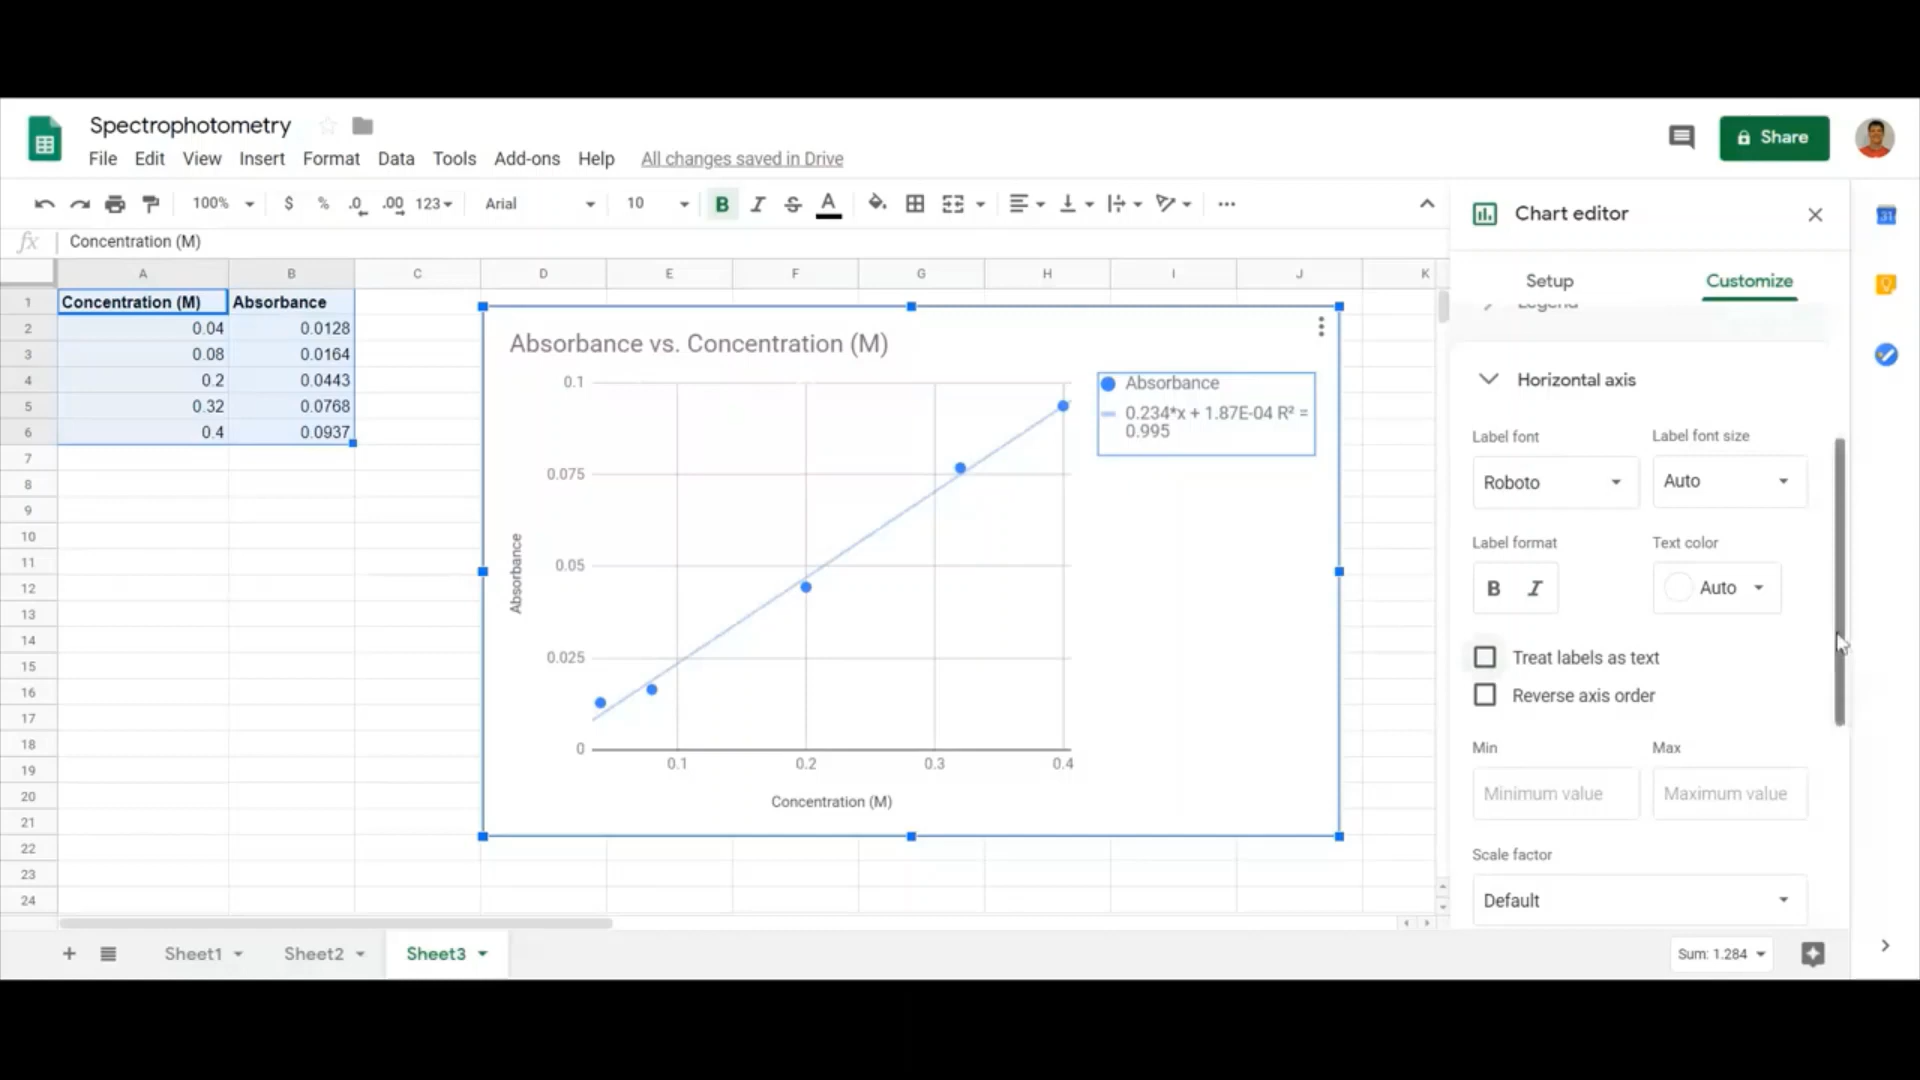 Spectrophotometry
File Edit View Insert Format Data Tools Add-ons Help All changes saved in Drive
Share
100% $ % .0 .00 123 Arial 10 B I S A
fx Concentration (M)
A B C D E F G H I J K
1 Concentration (M) Absorbance
2 0.04 0.0128
3 0.08 0.0164
4 0.2 0.0443
5 0.32 0.0768
6 0.4 0.0937
7
8
9
10
11
12
13
14
15
16
17
18
19
20
21
22
23
24
Absorbance vs. Concentration (M)
0.1
0.075
0.05
0.025
0
Absorbance
0.1 0.2 0.3 0.4
Concentration (M)
Absorbance
0.234*x + 1.87E-04 R² =
0.995
Chart editor
Setup Customize
Legend
Horizontal axis
Label font Label font size
Roboto Auto
Label format Text color
B I Auto
Treat labels as text
Reverse axis order
Min Max
Minimum value Maximum value
Scale factor
Default
31
Sheet1 Sheet2 Sheet3
Sum: 1.284